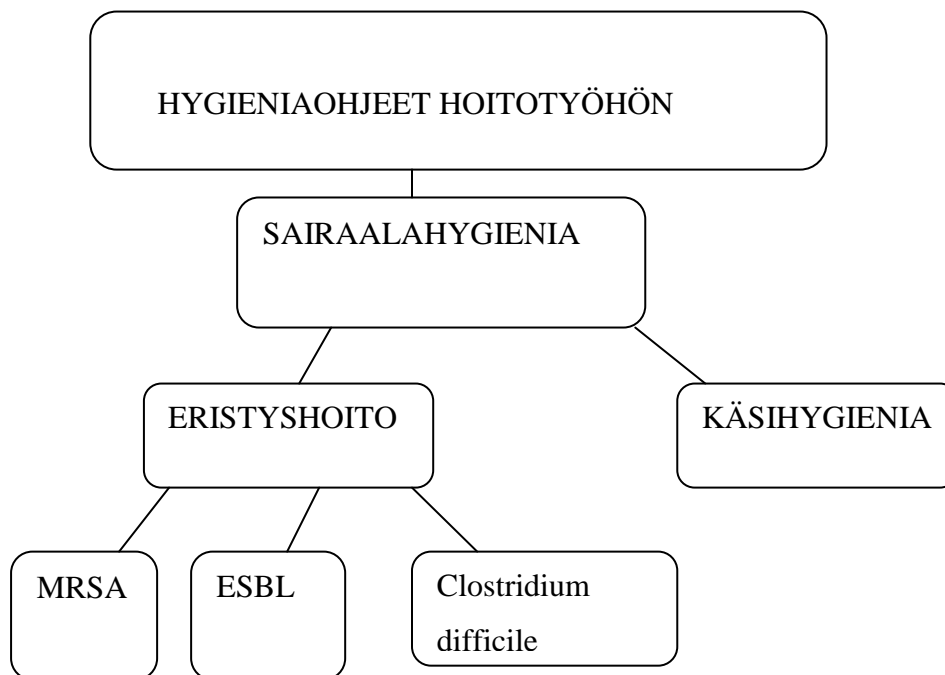 HYGIENIAOHJEET HOITOTYÖHÖN
SAIRAALAHYGIENIA
ERISTYSHOITO
KÄSIHYGIENIA
MRSA
ESBL
Clostridium
difficile